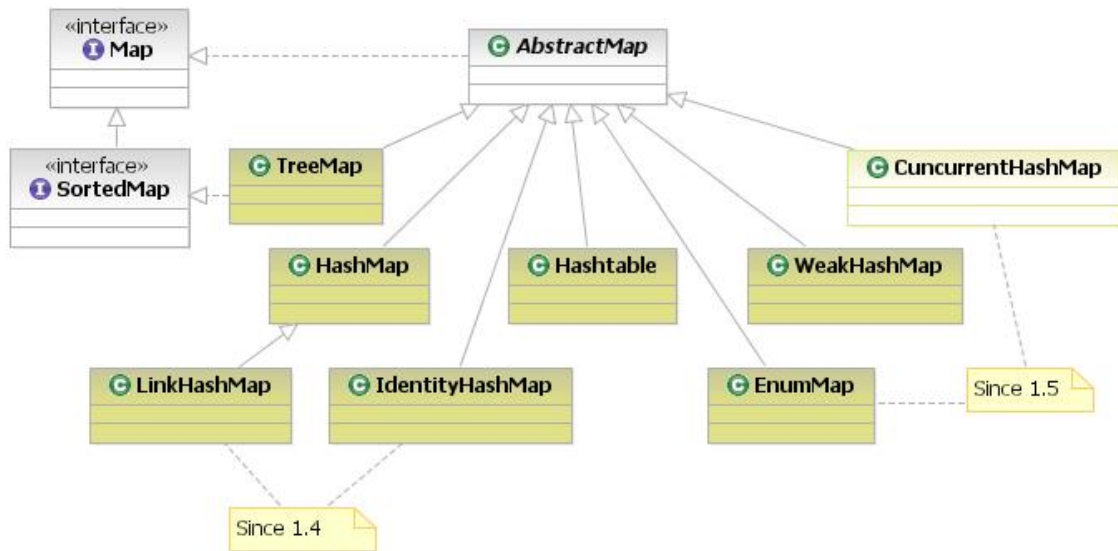 «interface»
I Map
C AbstractMap
«interface»
I SortedMap
C TreeMap
C CuncurrentHashMap
C HashMap
C Hashtable
C WeakHashMap
C LinkHashMap
C IdentityHashMap
C EnumMap
Since 1.5
Since 1.4